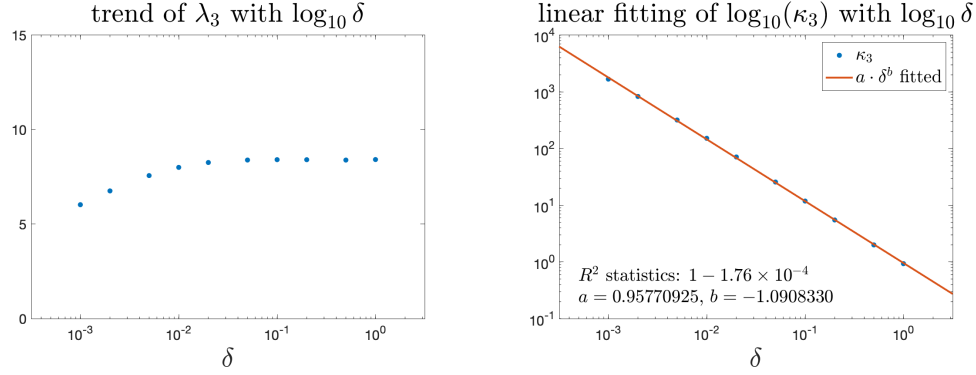 trend of λ₃ with log₁₀ δ
15
10
5
0
10⁻³ 10⁻² 10⁻¹ 10⁰
δ
linear fitting of log₁₀(κ₃) with log₁₀ δ
10⁴
10³
10²
10¹
10⁰
10⁻¹
κ₃
a · δᵇ fitted
R² statistics: 1 − 1.76 × 10⁻⁴
a = 0.95770925, b = −1.0908330
10⁻³ 10⁻² 10⁻¹ 10⁰
δ